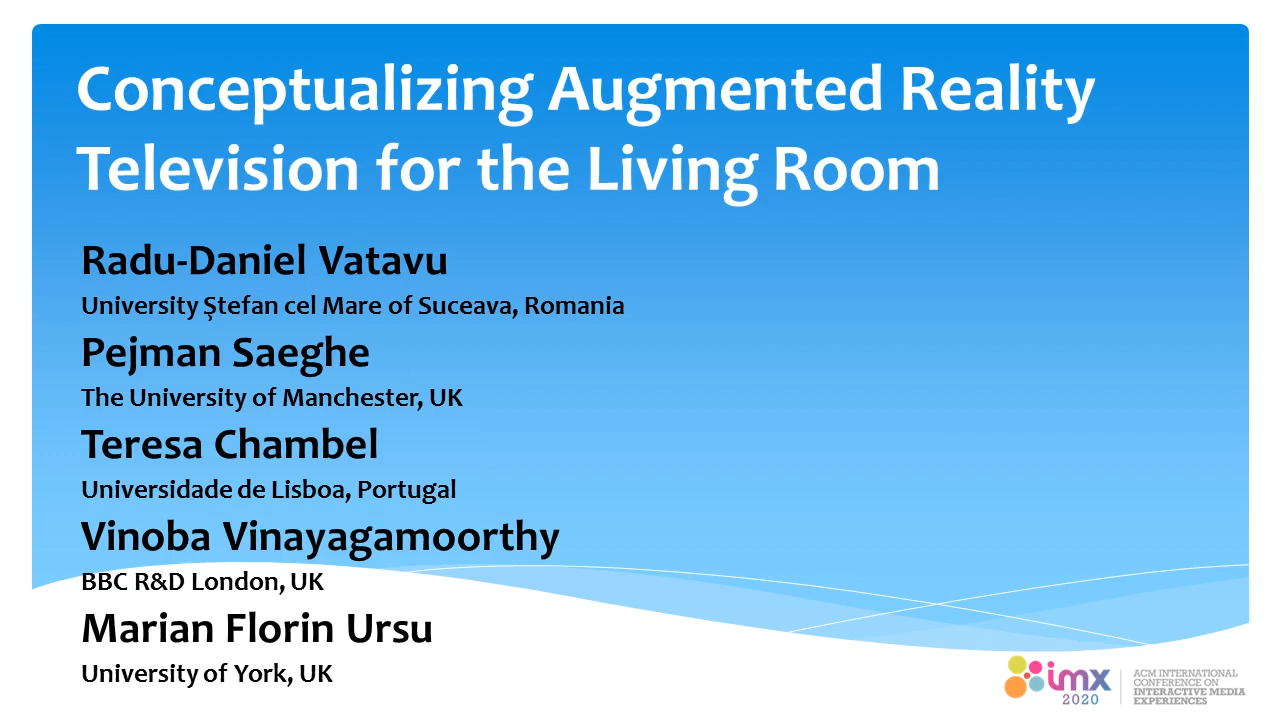 Conceptualizing Augmented Reality
Television for the Living Room
Radu-Daniel Vatavu
University Ştefan cel Mare of Suceava, Romania
Pejman Saeghe
The University of Manchester, UK
Teresa Chambel
Universidade de Lisboa, Portugal
Vinoba Vinayagamoorthy
BBC R&D London, UK
Marian Florin Ursu
University of York, UK
imx
2020
ACM INTERNATIONAL
CONFERENCE ON
INTERACTIVE MEDIA
EXPERIENCES